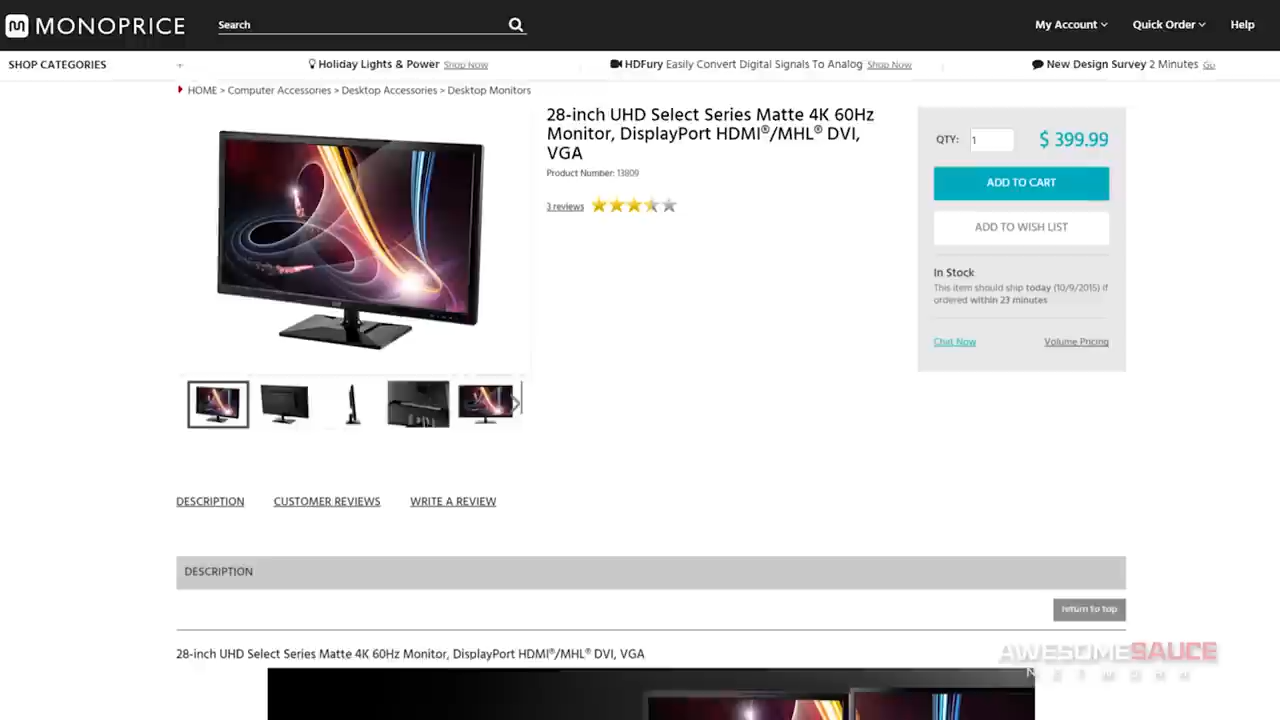 MONOPRICE
Search
My Account
Quick Order
Help
SHOP CATEGORIES
Holiday Lights & Power Shop Now
HDFury Easily Convert Digital Signals To Analog Shop Now
New Design Survey 2 Minutes Go
HOME > Computer Accessories > Desktop Accessories > Desktop Monitors
28-inch UHD Select Series Matte 4K 60Hz
Monitor, DisplayPort HDMI®/MHL® DVI,
VGA
Product Number: 13809
3 reviews
QTY: 1 $ 399.99
ADD TO CART
ADD TO WISH LIST
In Stock
This item should ship today (10/9/2015) if
ordered within 23 minutes
Chat Now
Volume Pricing
DESCRIPTION
CUSTOMER REVIEWS
WRITE A REVIEW
DESCRIPTION
return to top
28-inch UHD Select Series Matte 4K 60Hz Monitor, DisplayPort HDMI®/MHL® DVI, VGA
AWESOMESAUCE
NETWORK